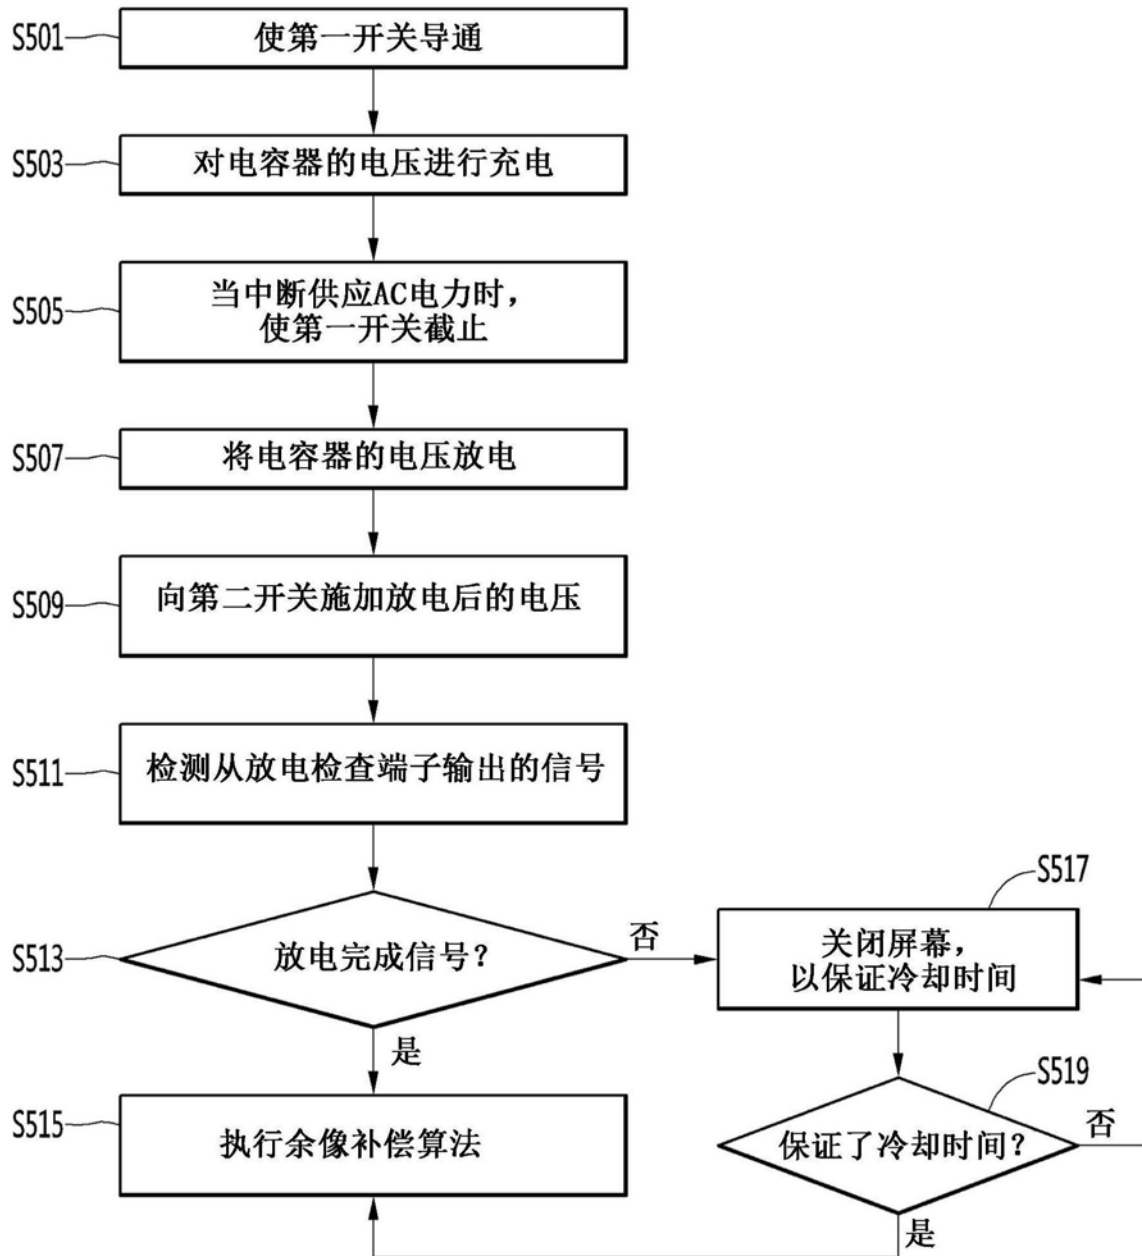 S501
使第一开关导通
S503
对电容器的电压进行充电
S505
当中断供应AC电力时，
使第一开关截止
S507
将电容器的电压放电
S509
向第二开关施加放电后的电压
S511
检测从放电检查端子输出的信号
S513
放电完成信号？
否
是
S517
关闭屏幕，
以保证冷却时间
S519
保证了冷却时间？
否
是
S515
执行余像补偿算法